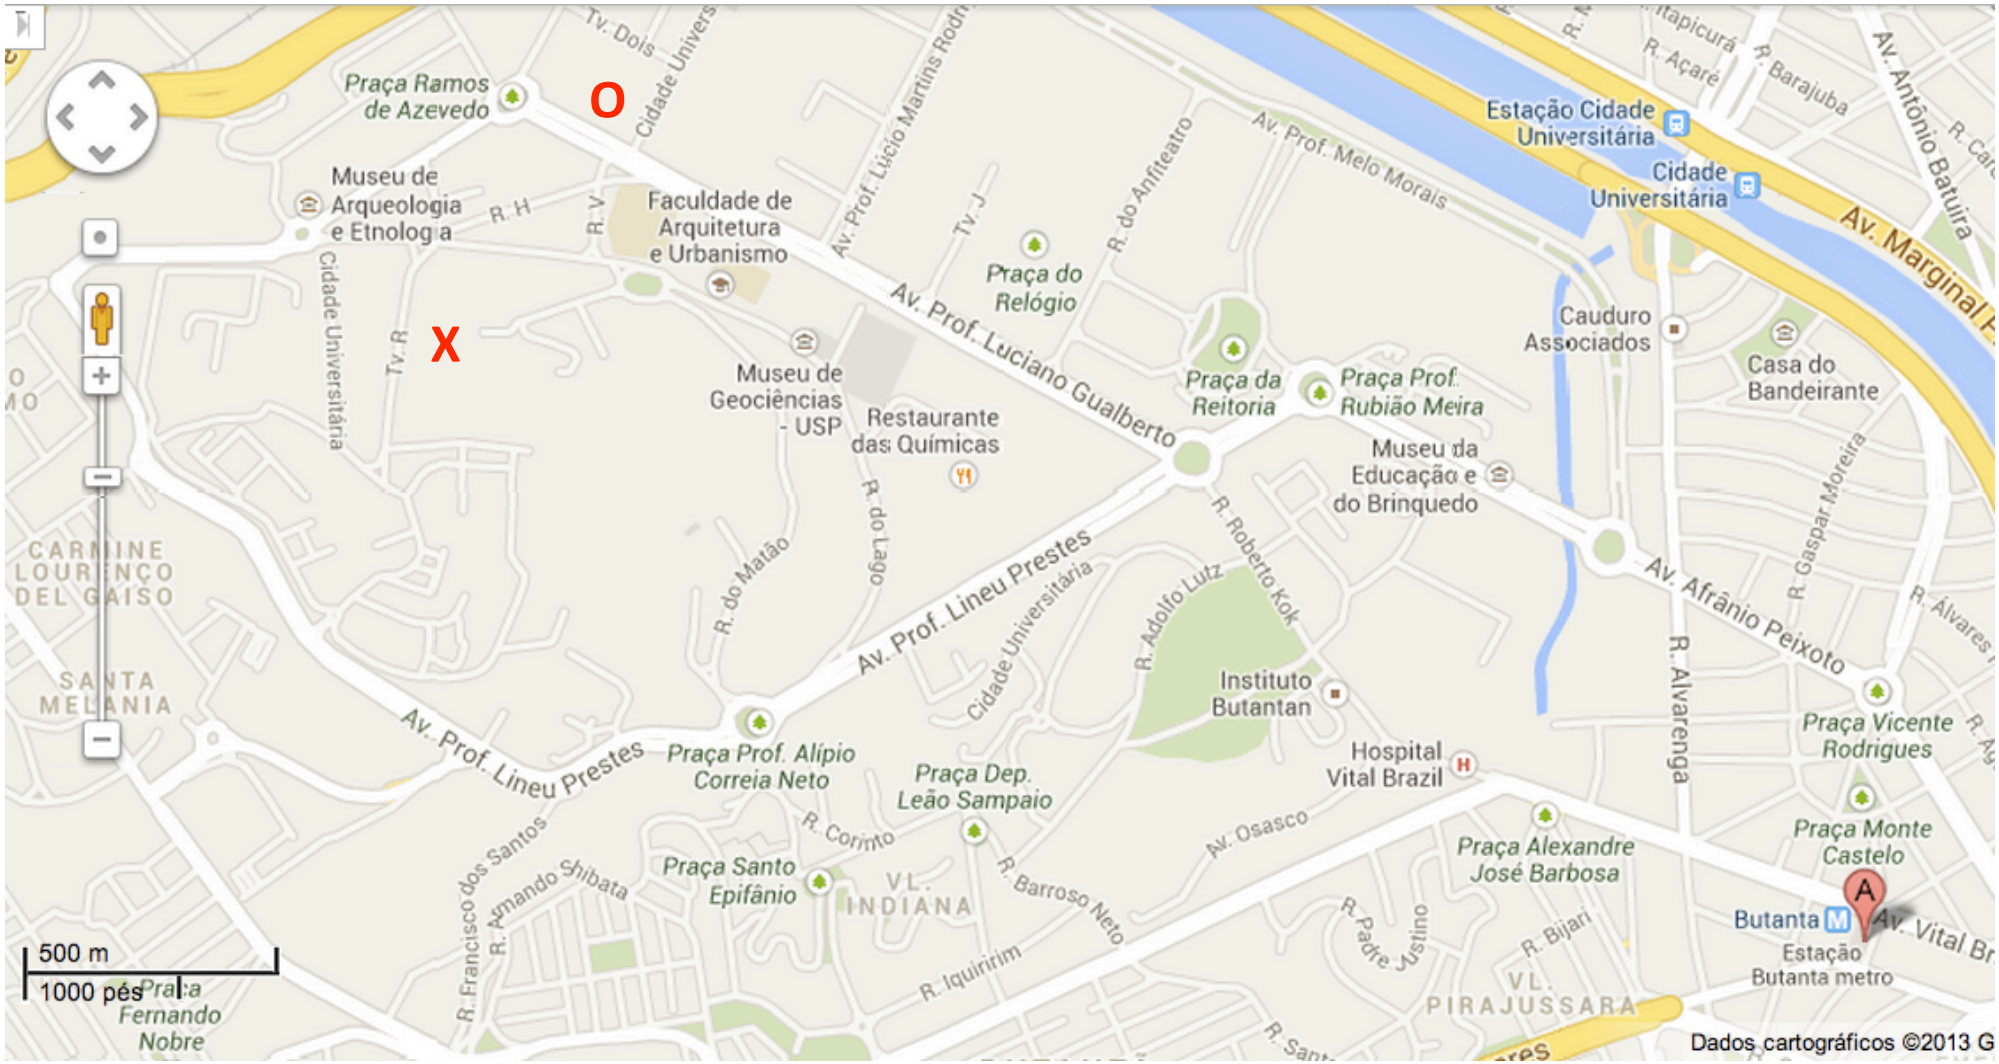 Tv. Dois
Cidade Univers
R. M
Itapicurá
R. Açaré
R. Barajuba
Av. Antônio Batuira
Praça Ramos
de Azevedo
O
Av. Prof. Lúcio Martins Rodri
Av. Prof. Melo Morais
Estação Cidade
Universitária
Cidade
Universitária
Av. Marginal P
Museu de
Arqueologia
e Etnolog a
R. H
R. V
Faculdade de
Arquitetura
e Urbanismo
Tv. J
R. do Anfiteatro
Praça do
Relógio
Cidade Universitária
Tv. R
X
Av. Prof. Luciano Gualberto
Museu de
Geociências
- USP
Restaurante
das Químicas
Praça da
Reitoria
Praça Prof.
Rubião Meira
Cauduro
Associados
Casa do
Bandeirante
Museu da
Educação e
do Brinquedo
R. Gaspar Moreira
R. do Matão
R. do Lago
Av. Prof. Lineu Prestes
Cidade Universitária
R. Adolfo Lutz
R. Roberto Kok
Av. Afrânio Peixoto
R. Álvares
R. Alvarenga
CARMINE
LOURENÇO
DEL GAISO
SANTA
MELANIA
Av. Prof. Lineu Prestes
Praça Prof. Alípio
Correia Neto
Instituto
Butantan
Hospital
Vital Brazil
Praça Vicente
Rodrigues
Praça Dep.
Leão Sampaio
R. Corinto
Av. Osasco
Praça Alexandre
José Barbosa
Praça Monte
Castelo
R. Francisco dos Santos
R. Armando Shibata
Praça Santo
Epifânio
VL.
INDIANA
R. Barroso Neto
R. Iquiririm
R. Padre Justino
R. Bijari
A
Butanta M
Av. Vital Br
Estação
Butanta metro
VL.
PIRAJUSSARA
500 m
1000 pés
Praça
Fernando
Nobre
Dados cartográficos ©2013 G